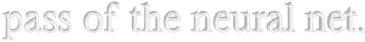 pass of the neural net.